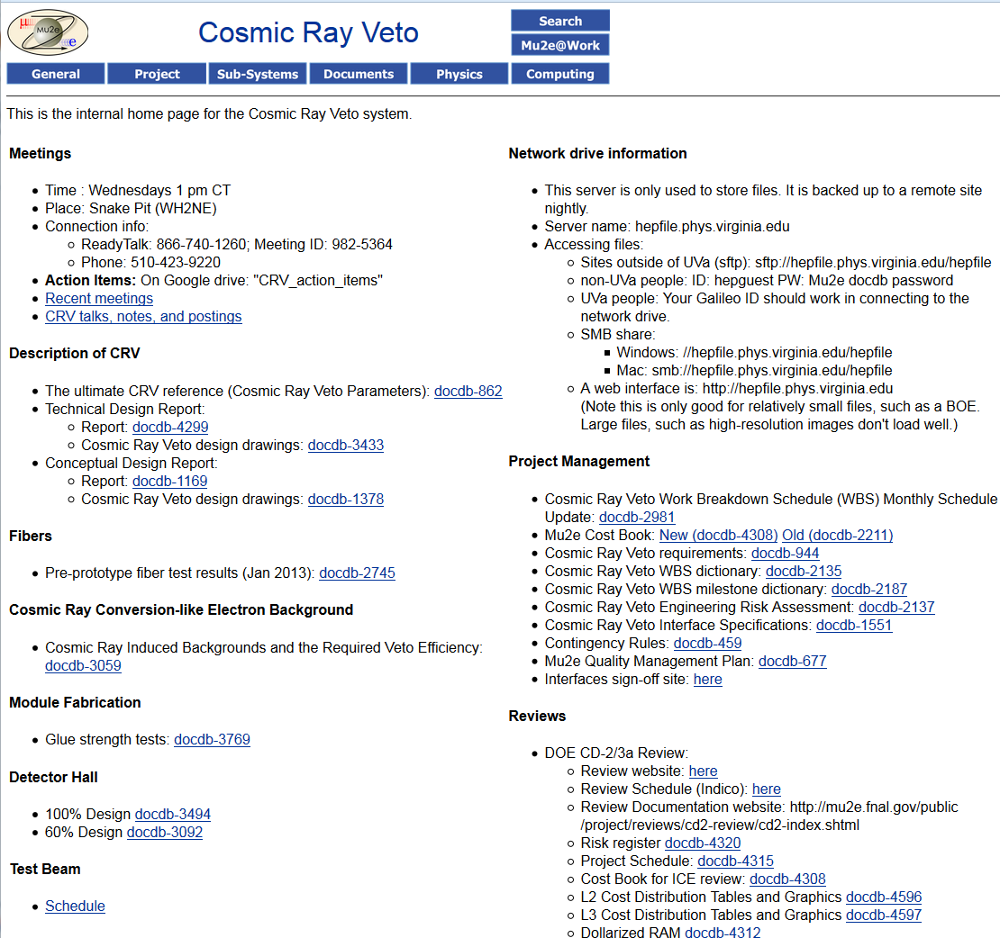 Mu2e
μ
e
Cosmic Ray Veto
Search
Mu2e@Work
General
Project
Sub-Systems
Documents
Physics
Computing
This is the internal home page for the Cosmic Ray Veto system.
Meetings
• Time : Wednesdays 1 pm CT
• Place: Snake Pit (WH2NE)
• Connection info:
◦ ReadyTalk: 866-740-1260; Meeting ID: 982-5364
◦ Phone: 510-423-9220
• Action Items: On Google drive: "CRV_action_items"
• Recent meetings
• CRV talks, notes, and postings
Description of CRV
• The ultimate CRV reference (Cosmic Ray Veto Parameters): docdb-862
• Technical Design Report:
◦ Report: docdb-4299
◦ Cosmic Ray Veto design drawings: docdb-3433
• Conceptual Design Report:
◦ Report: docdb-1169
◦ Cosmic Ray Veto design drawings: docdb-1378
Fibers
• Pre-prototype fiber test results (Jan 2013): docdb-2745
Cosmic Ray Conversion-like Electron Background
• Cosmic Ray Induced Backgrounds and the Required Veto Efficiency:
docdb-3059
Module Fabrication
• Glue strength tests: docdb-3769
Detector Hall
• 100% Design docdb-3494
• 60% Design docdb-3092
Test Beam
• Schedule
Network drive information
• This server is only used to store files. It is backed up to a remote site
nightly.
• Server name: hepfile.phys.virginia.edu
• Accessing files:
◦ Sites outside of UVa (sftp): sftp://hepfile.phys.virginia.edu/hepfile
◦ non-UVa people: ID: hepguest PW: Mu2e docdb password
◦ UVa people: Your Galileo ID should work in connecting to the
network drive.
◦ SMB share:
▪ Windows: //hepfile.phys.virginia.edu/hepfile
▪ Mac: smb://hepfile.phys.virginia.edu/hepfile
◦ A web interface is: http://hepfile.phys.virginia.edu
(Note this is only good for relatively small files, such as a BOE.
Large files, such as high-resolution images don't load well.)
Project Management
• Cosmic Ray Veto Work Breakdown Schedule (WBS) Monthly Schedule
Update: docdb-2981
• Mu2e Cost Book: New (docdb-4308) Old (docdb-2211)
• Cosmic Ray Veto requirements: docdb-944
• Cosmic Ray Veto WBS dictionary: docdb-2135
• Cosmic Ray Veto WBS milestone dictionary: docdb-2187
• Cosmic Ray Veto Engineering Risk Assessment: docdb-2137
• Cosmic Ray Veto Interface Specifications: docdb-1551
• Contingency Rules: docdb-459
• Mu2e Quality Management Plan: docdb-677
• Interfaces sign-off site: here
Reviews
• DOE CD-2/3a Review:
◦ Review website: here
◦ Review Schedule (Indico): here
◦ Review Documentation website: http://mu2e.fnal.gov/public
/project/reviews/cd2-review/cd2-index.shtml
◦ Risk register docdb-4320
◦ Project Schedule: docdb-4315
◦ Cost Book for ICE review: docdb-4308
◦ L2 Cost Distribution Tables and Graphics docdb-4596
◦ L3 Cost Distribution Tables and Graphics docdb-4597
◦ Dollarized RAM docdb-4312